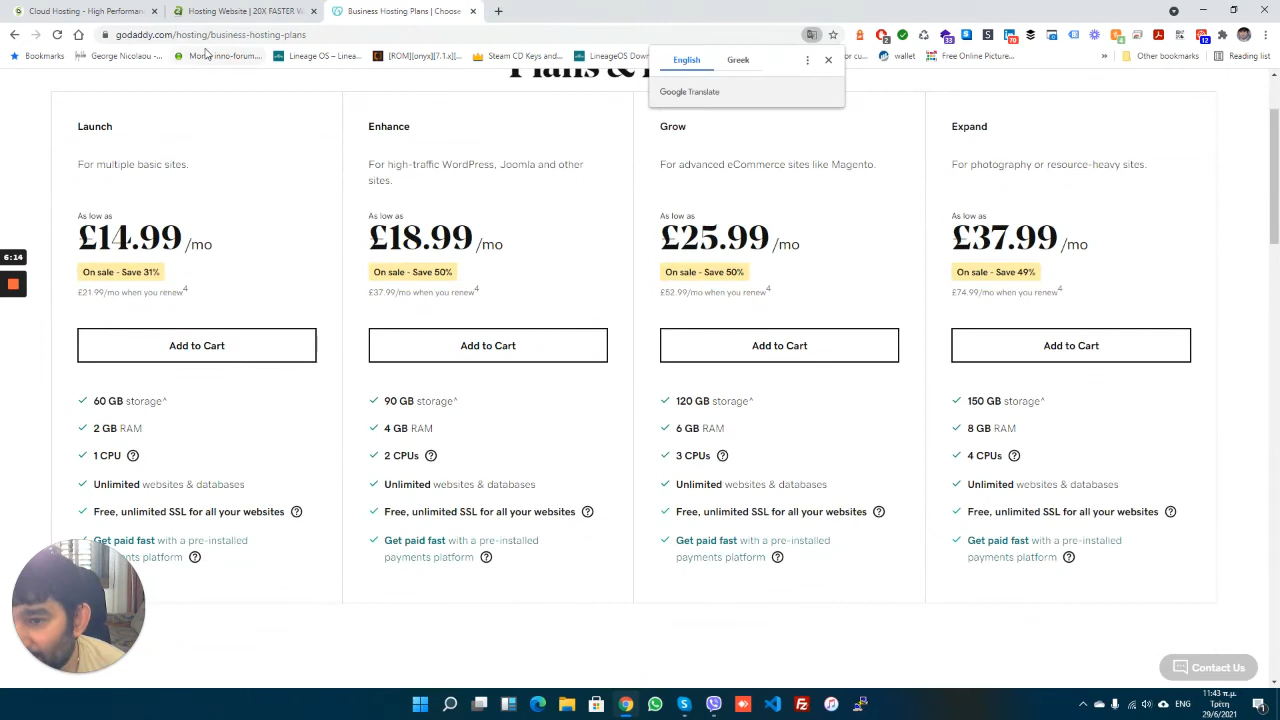 Cloud Hosting - High Performan
Hosting Website | 20X FASTER W
Business Hosting Plans | Choose
godaddy.com/hosting/business-hosting-plans
Bookmarks
George Nicolaou -...
LineageOS – Linea...
[ROM][onyx][7.1.x]...
Steam CD Keys and...
LineageOS Down
wallet
Free Online Picture...
Other bookmarks
Reading list
English
Greek
Google Translate
6:14
Launch
For multiple basic sites.
As low as
£14.99 /mo
On sale - Save 31%
£21.99/mo when you renew4
Add to Cart
60 GB storage^
2 GB RAM
1 CPU
Unlimited websites & databases
Free, unlimited SSL for all your websites
Get paid fast with a pre-installed
payments platform
Enhance
For high-traffic WordPress, Joomla and other
sites.
As low as
£18.99 /mo
On sale - Save 50%
£37.99/mo when you renew4
Add to Cart
90 GB storage^
4 GB RAM
2 CPUs
Unlimited websites & databases
Free, unlimited SSL for all your websites
Get paid fast with a pre-installed
payments platform
Grow
For advanced eCommerce sites like Magento.
As low as
£25.99 /mo
On sale - Save 50%
£52.99/mo when you renew4
Add to Cart
120 GB storage^
6 GB RAM
3 CPUs
Unlimited websites & databases
Free, unlimited SSL for all your websites
Get paid fast with a pre-installed
payments platform
Expand
For photography or resource-heavy sites.
As low as
£37.99 /mo
On sale - Save 49%
£74.99/mo when you renew4
Add to Cart
150 GB storage^
8 GB RAM
4 CPUs
Unlimited websites & databases
Free, unlimited SSL for all your websites
Get paid fast with a pre-installed
payments platform
Contact Us
ENG
11:43 π.μ.
Τρίτη
29/6/2021